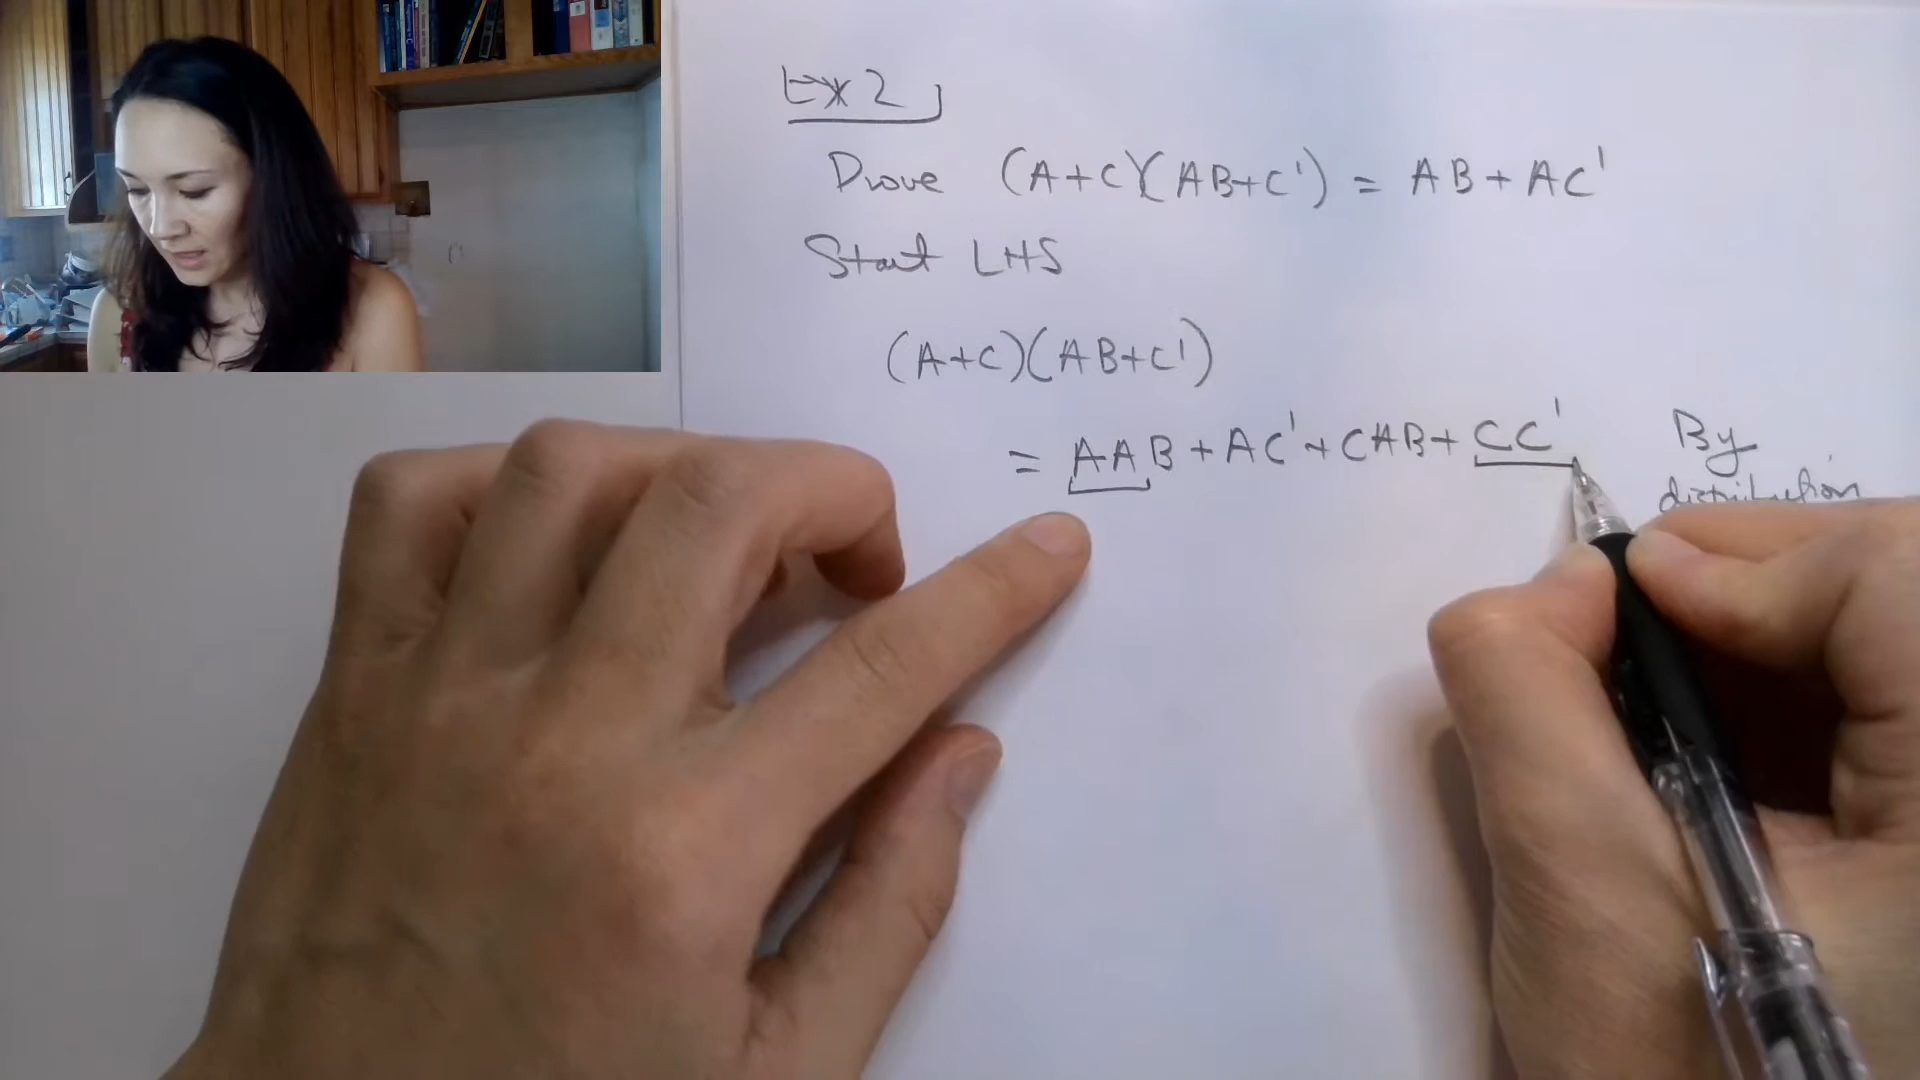 Ex 2
Prove (A+C)(AB+C') = AB + AC'
Start LHS
(A+C)(AB+C')
= AAB + AC' + CAB + CC' By
distribution